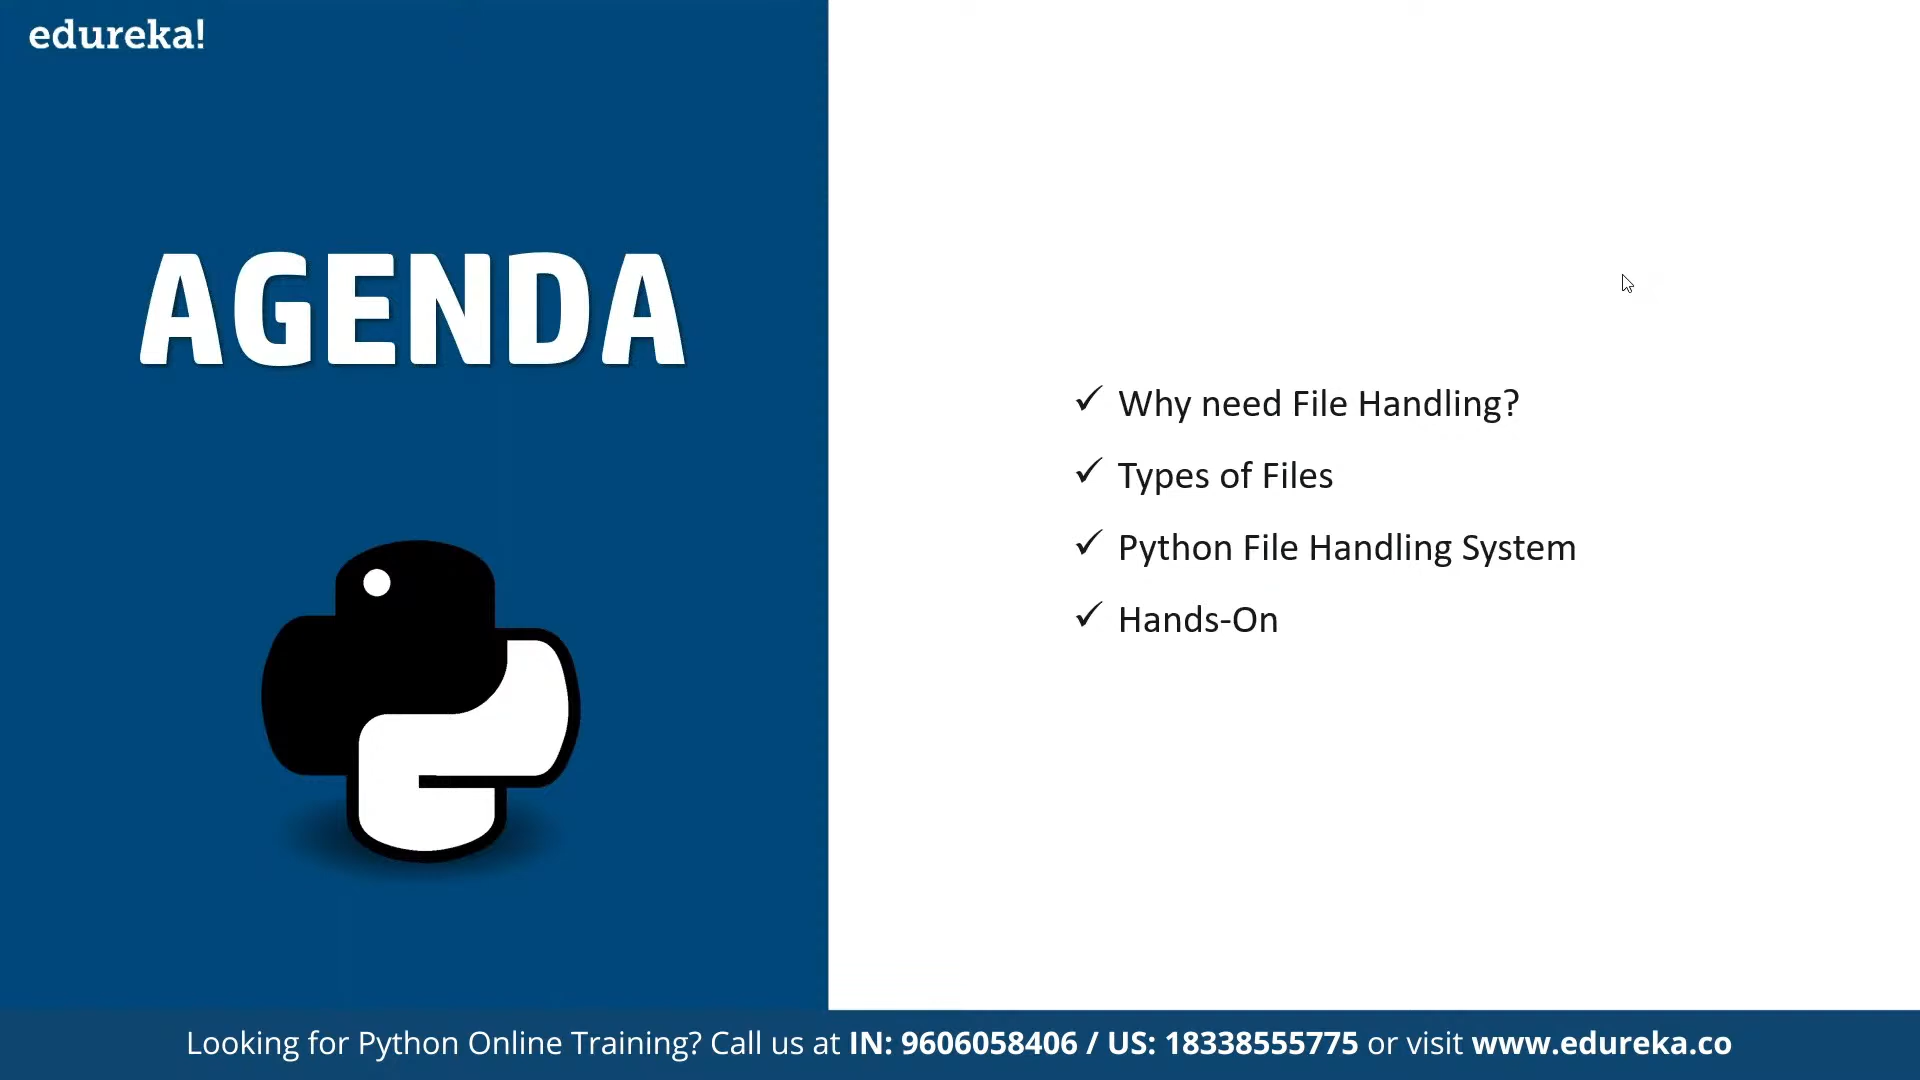 edureka!
AGENDA
✓ Why need File Handling?
✓ Types of Files
✓ Python File Handling System
✓ Hands-On
Looking for Python Online Training? Call us at IN: 9606058406 / US: 18338555775 or visit www.edureka.co